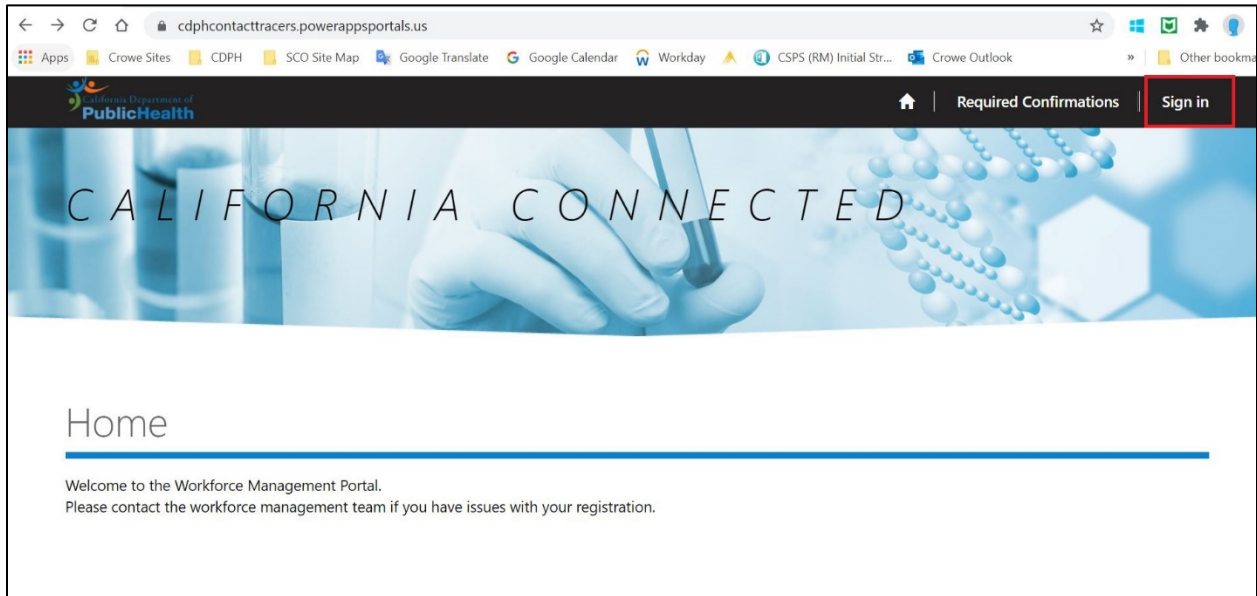 cdphcontacttracers.powerappsportals.us
Apps Crowe Sites CDPH SCO Site Map Google Translate G Google Calendar Workday CSPS (RM) Initial Str... Crowe Outlook » Other bookma
California Department of
PublicHealth
Required Confirmations Sign in
CALIFORNIA CONNECTED
Home
Welcome to the Workforce Management Portal.
Please contact the workforce management team if you have issues with your registration.